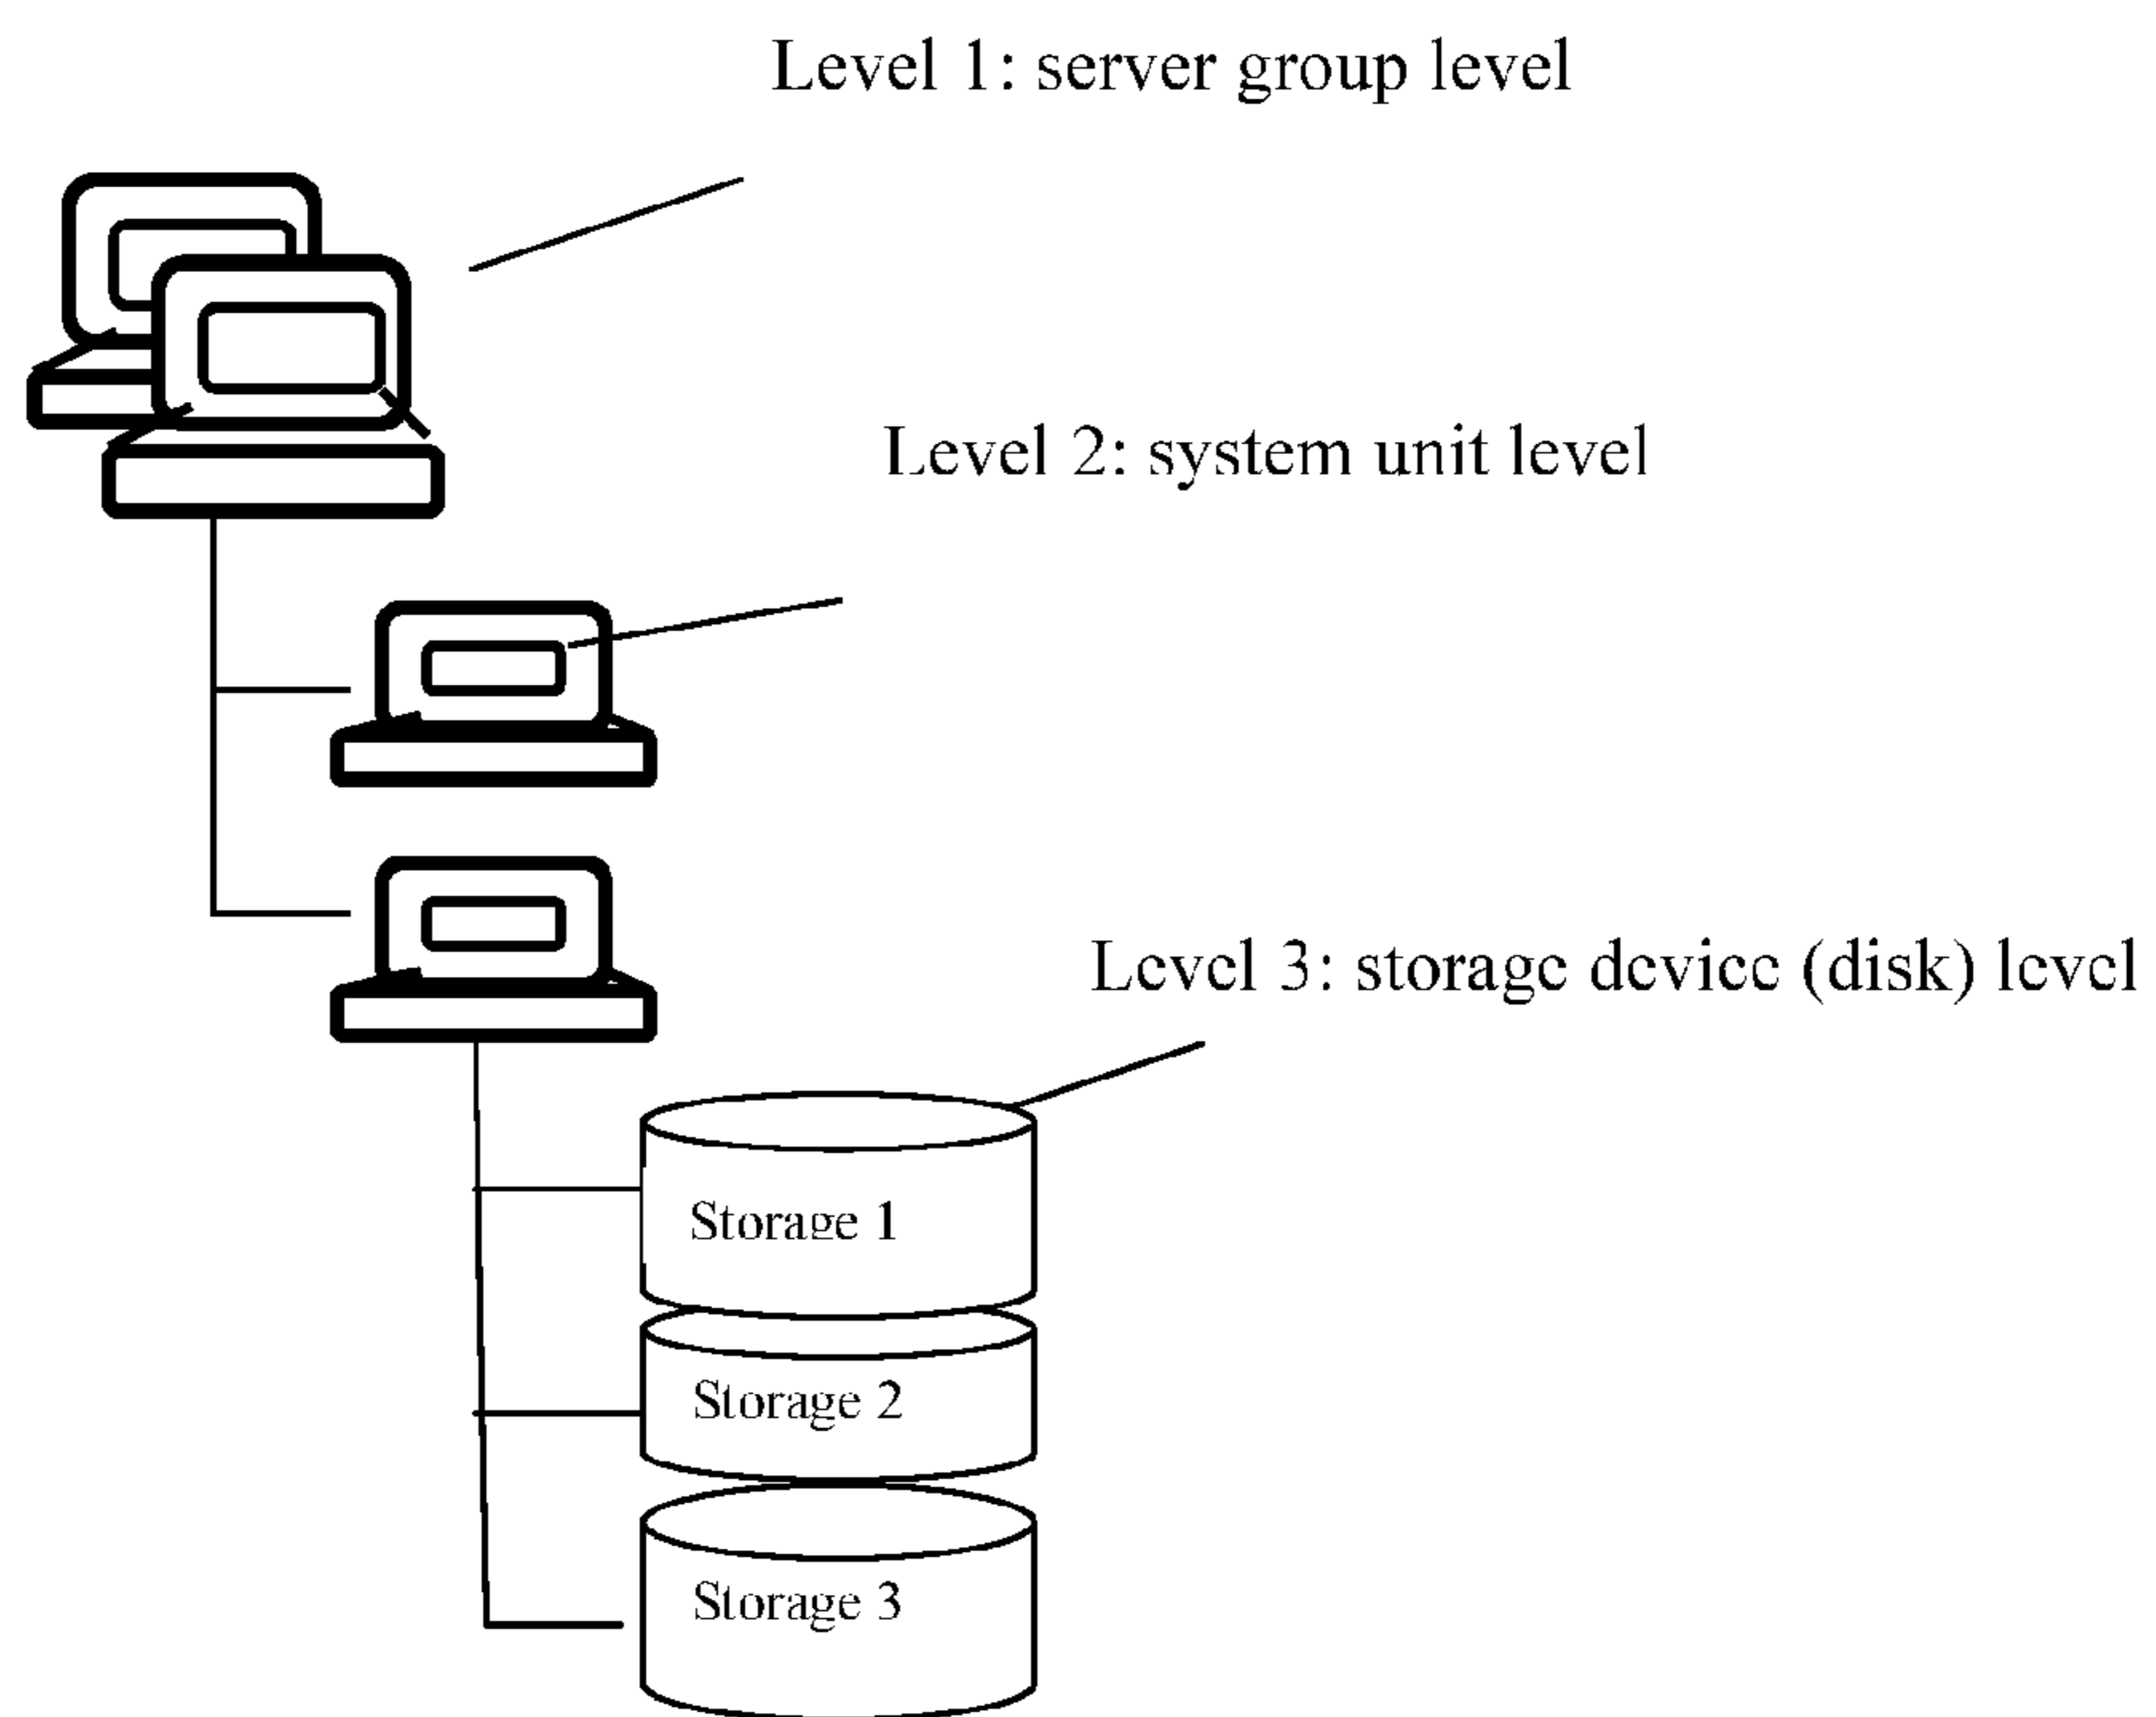 Level 1: server group level
Level 2: system unit level
Level 3: storage device (disk) level
Storage 1
Storage 2
Storage 3